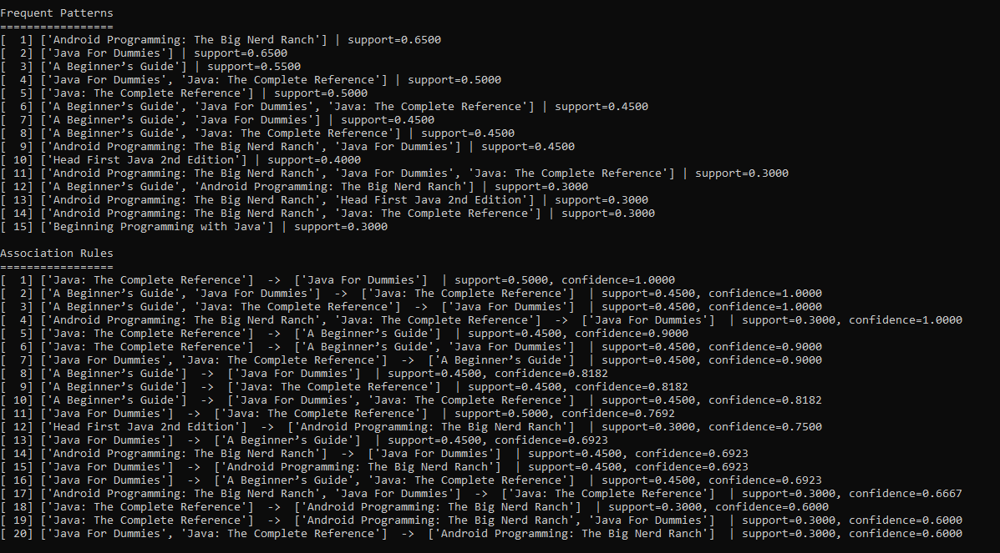 Frequent Patterns
=================
[  1] ['Android Programming: The Big Nerd Ranch'] | support=0.6500
[  2] ['Java For Dummies'] | support=0.6500
[  3] ['A Beginner’s Guide'] | support=0.5500
[  4] ['Java For Dummies', 'Java: The Complete Reference'] | support=0.5000
[  5] ['Java: The Complete Reference'] | support=0.5000
[  6] ['A Beginner’s Guide', 'Java For Dummies', 'Java: The Complete Reference'] | support=0.4500
[  7] ['A Beginner’s Guide', 'Java For Dummies'] | support=0.4500
[  8] ['A Beginner’s Guide', 'Java: The Complete Reference'] | support=0.4500
[  9] ['Android Programming: The Big Nerd Ranch', 'Java For Dummies'] | support=0.4500
[ 10] ['Head First Java 2nd Edition'] | support=0.4000
[ 11] ['Android Programming: The Big Nerd Ranch', 'Java For Dummies', 'Java: The Complete Reference'] | support=0.3000
[ 12] ['A Beginner’s Guide', 'Android Programming: The Big Nerd Ranch'] | support=0.3000
[ 13] ['Android Programming: The Big Nerd Ranch', 'Head First Java 2nd Edition'] | support=0.3000
[ 14] ['Android Programming: The Big Nerd Ranch', 'Java: The Complete Reference'] | support=0.3000
[ 15] ['Beginning Programming with Java'] | support=0.3000

Association Rules
=================
[  1] ['Java: The Complete Reference']  ->  ['Java For Dummies']  | support=0.5000, confidence=1.0000
[  2] ['A Beginner’s Guide', 'Java For Dummies']  ->  ['Java: The Complete Reference']  | support=0.4500, confidence=1.0000
[  3] ['A Beginner’s Guide', 'Java: The Complete Reference']  ->  ['Java For Dummies']  | support=0.4500, confidence=1.0000
[  4] ['Android Programming: The Big Nerd Ranch', 'Java: The Complete Reference']  ->  ['Java For Dummies']  | support=0.3000, confidence=1.0000
[  5] ['Java: The Complete Reference']  ->  ['A Beginner’s Guide']  | support=0.4500, confidence=0.9000
[  6] ['Java: The Complete Reference']  ->  ['A Beginner’s Guide', 'Java For Dummies']  | support=0.4500, confidence=0.9000
[  7] ['Java For Dummies', 'Java: The Complete Reference']  ->  ['A Beginner’s Guide']  | support=0.4500, confidence=0.9000
[  8] ['A Beginner’s Guide']  ->  ['Java For Dummies']  | support=0.4500, confidence=0.8182
[  9] ['A Beginner’s Guide']  ->  ['Java: The Complete Reference']  | support=0.4500, confidence=0.8182
[ 10] ['A Beginner’s Guide']  ->  ['Java For Dummies', 'Java: The Complete Reference']  | support=0.4500, confidence=0.8182
[ 11] ['Java For Dummies']  ->  ['Java: The Complete Reference']  | support=0.5000, confidence=0.7692
[ 12] ['Head First Java 2nd Edition']  ->  ['Android Programming: The Big Nerd Ranch']  | support=0.3000, confidence=0.7500
[ 13] ['Java For Dummies']  ->  ['A Beginner’s Guide']  | support=0.4500, confidence=0.6923
[ 14] ['Android Programming: The Big Nerd Ranch']  ->  ['Java For Dummies']  | support=0.4500, confidence=0.6923
[ 15] ['Java For Dummies']  ->  ['Android Programming: The Big Nerd Ranch']  | support=0.4500, confidence=0.6923
[ 16] ['Java For Dummies']  ->  ['A Beginner’s Guide', 'Java: The Complete Reference']  | support=0.4500, confidence=0.6923
[ 17] ['Android Programming: The Big Nerd Ranch', 'Java For Dummies']  ->  ['Java: The Complete Reference']  | support=0.3000, confidence=0.6667
[ 18] ['Java: The Complete Reference']  ->  ['Android Programming: The Big Nerd Ranch']  | support=0.3000, confidence=0.6000
[ 19] ['Java: The Complete Reference']  ->  ['Android Programming: The Big Nerd Ranch', 'Java For Dummies']  | support=0.3000, confidence=0.6000
[ 20] ['Java For Dummies', 'Java: The Complete Reference']  ->  ['Android Programming: The Big Nerd Ranch']  | support=0.3000, confidence=0.6000